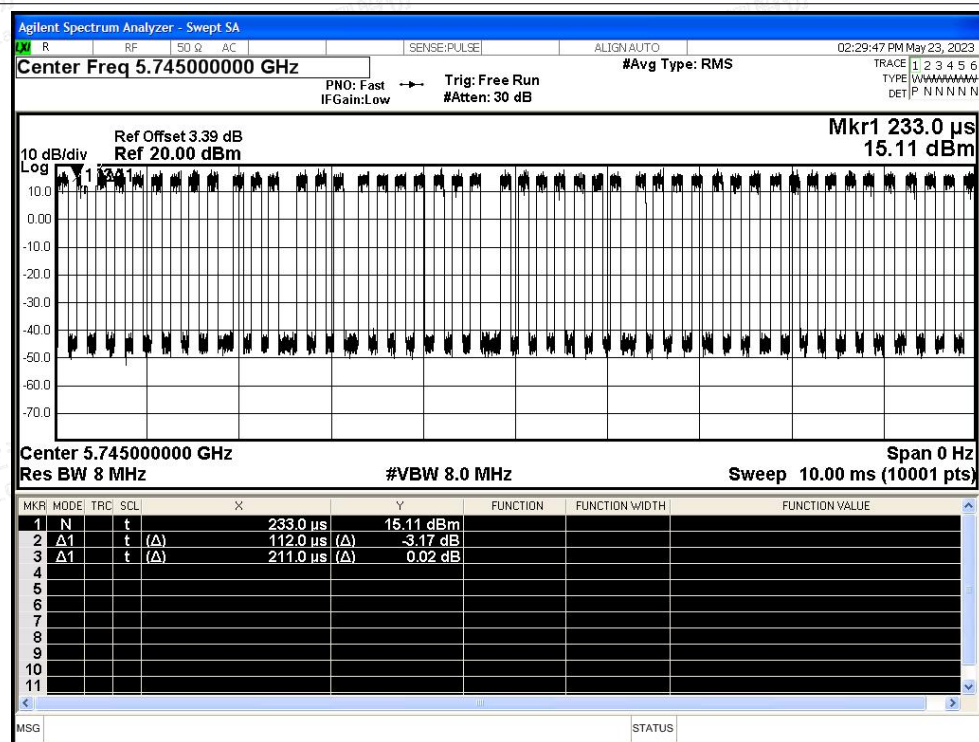 Agilent Spectrum Analyzer - Swept SA
LXI R RF 50 Ω AC SENSE:PULSE ALIGN AUTO 02:29:47 PM May 23, 2023
Center Freq 5.745000000 GHz #Avg Type: RMS TRACE 1 2 3 4 5 6
PNO: Fast Trig: Free Run TYPE WWWWWW
IFGain:Low #Atten: 30 dB DET P N N N N N
Mkr1 233.0 µs
Ref Offset 3.39 dB
10 dB/div Ref 20.00 dBm 15.11 dBm
Log
10.0
0.00
-10.0
-20.0
-30.0
-40.0
-50.0
-60.0
-70.0
Center 5.745000000 GHz Span 0 Hz
Res BW 8 MHz #VBW 8.0 MHz Sweep 10.00 ms (10001 pts)
MKR MODE TRC SCL X Y FUNCTION FUNCTION WIDTH FUNCTION VALUE
1 N t 233.0 µs 15.11 dBm
2 Δ1 t (Δ) 112.0 µs (Δ) -3.17 dB
3 Δ1 t (Δ) 211.0 µs (Δ) 0.02 dB
4
5
6
7
8
9
10
11
MSG STATUS